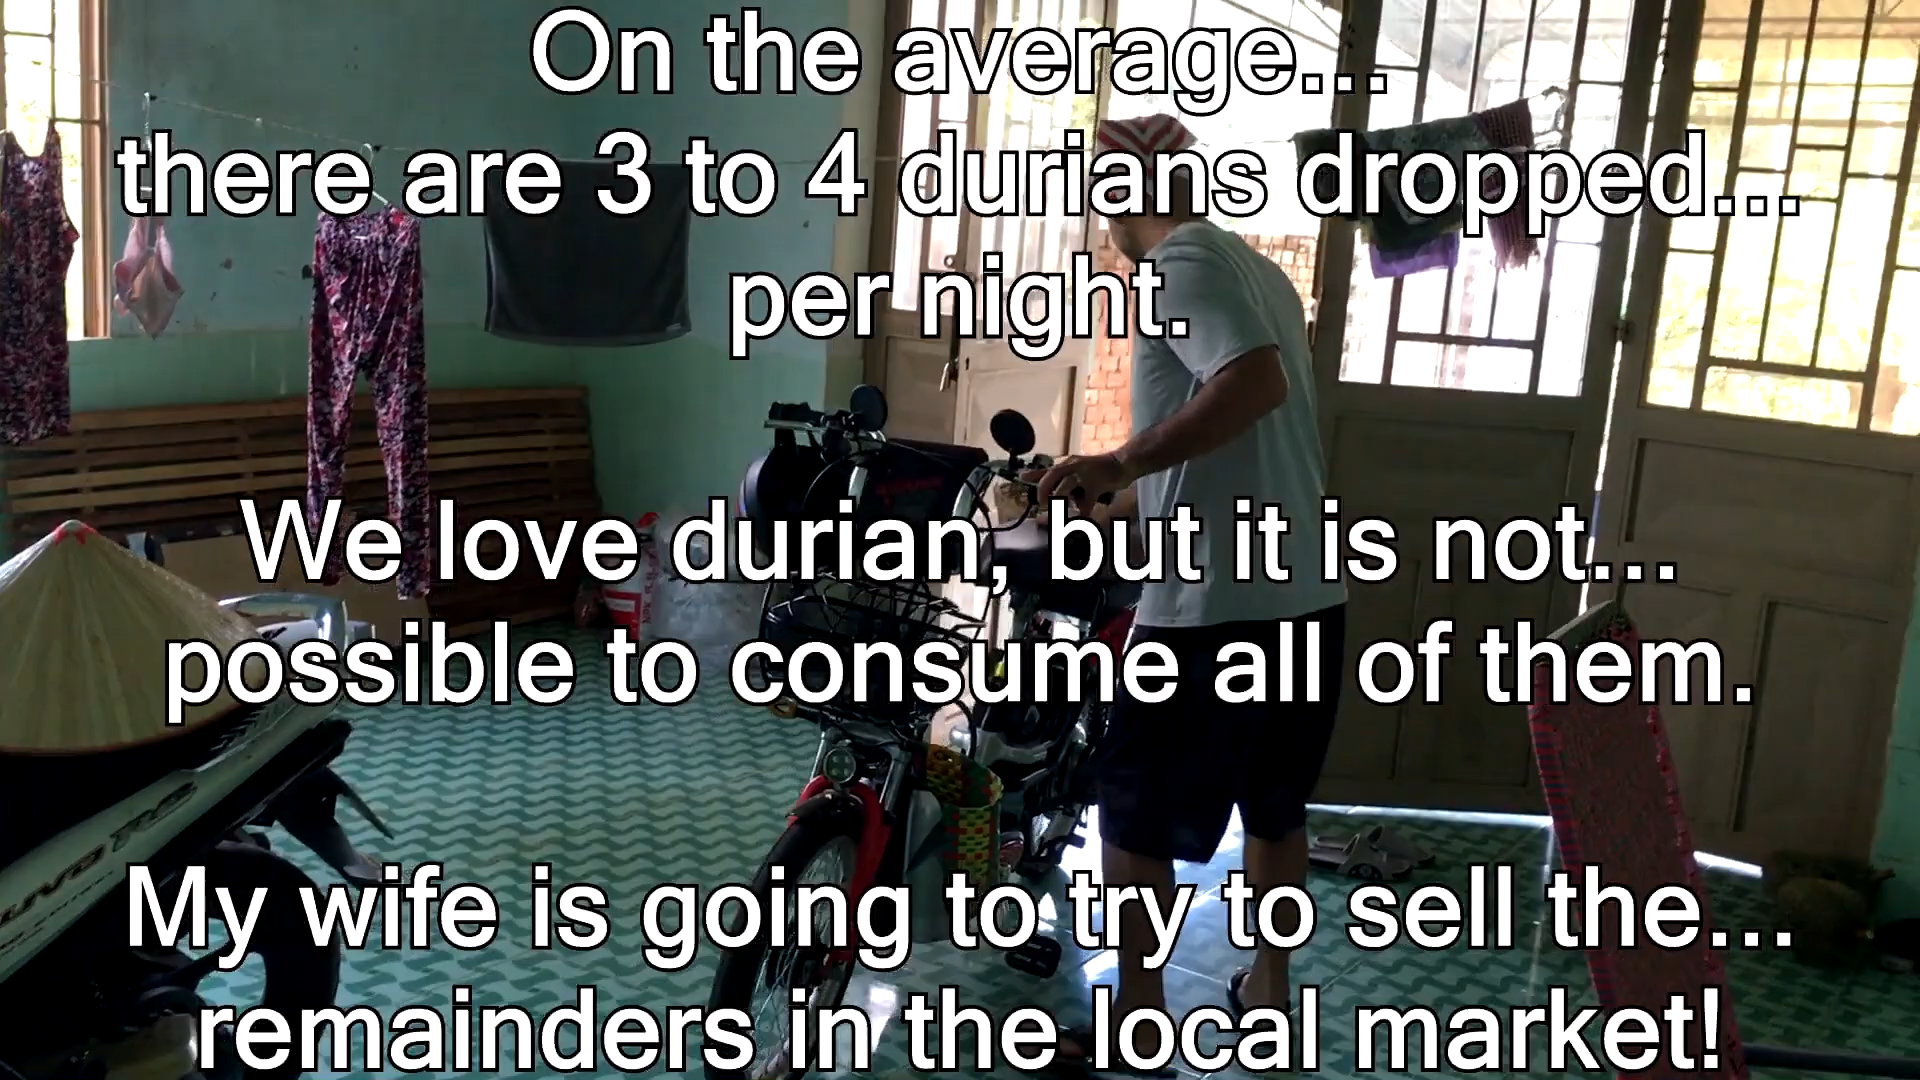 On the average...
there are 3 to 4 durians dropped...
per night.
We love durian, but it is not...
possible to consume all of them.
My wife is going to try to sell the...
remainders in the local market!